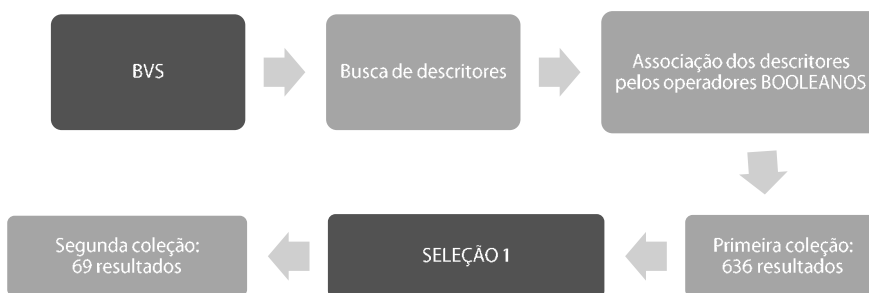 BVS
Busca de descritores
Associação dos descritores
pelos operadores BOOLEANOS
Primeira coleção:
636 resultados
SELEÇÃO 1
Segunda coleção:
69 resultados